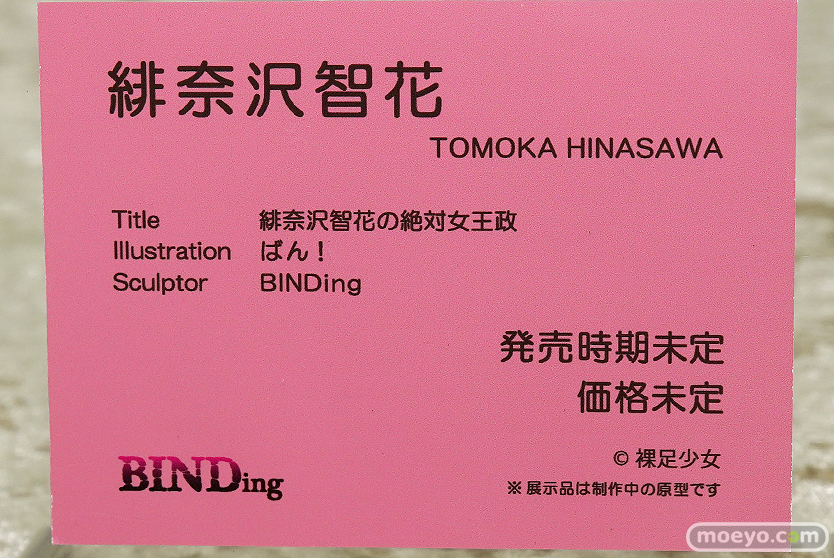 緋奈沢智花
TOMOKA HINASAWA
Title 緋奈沢智花の絶対女王政
Illustration ばん！
Sculptor BINDing
発売時期未定
価格未定
© 裸足少女
BINDing
※展示品は制作中の原型です
moeyo.com